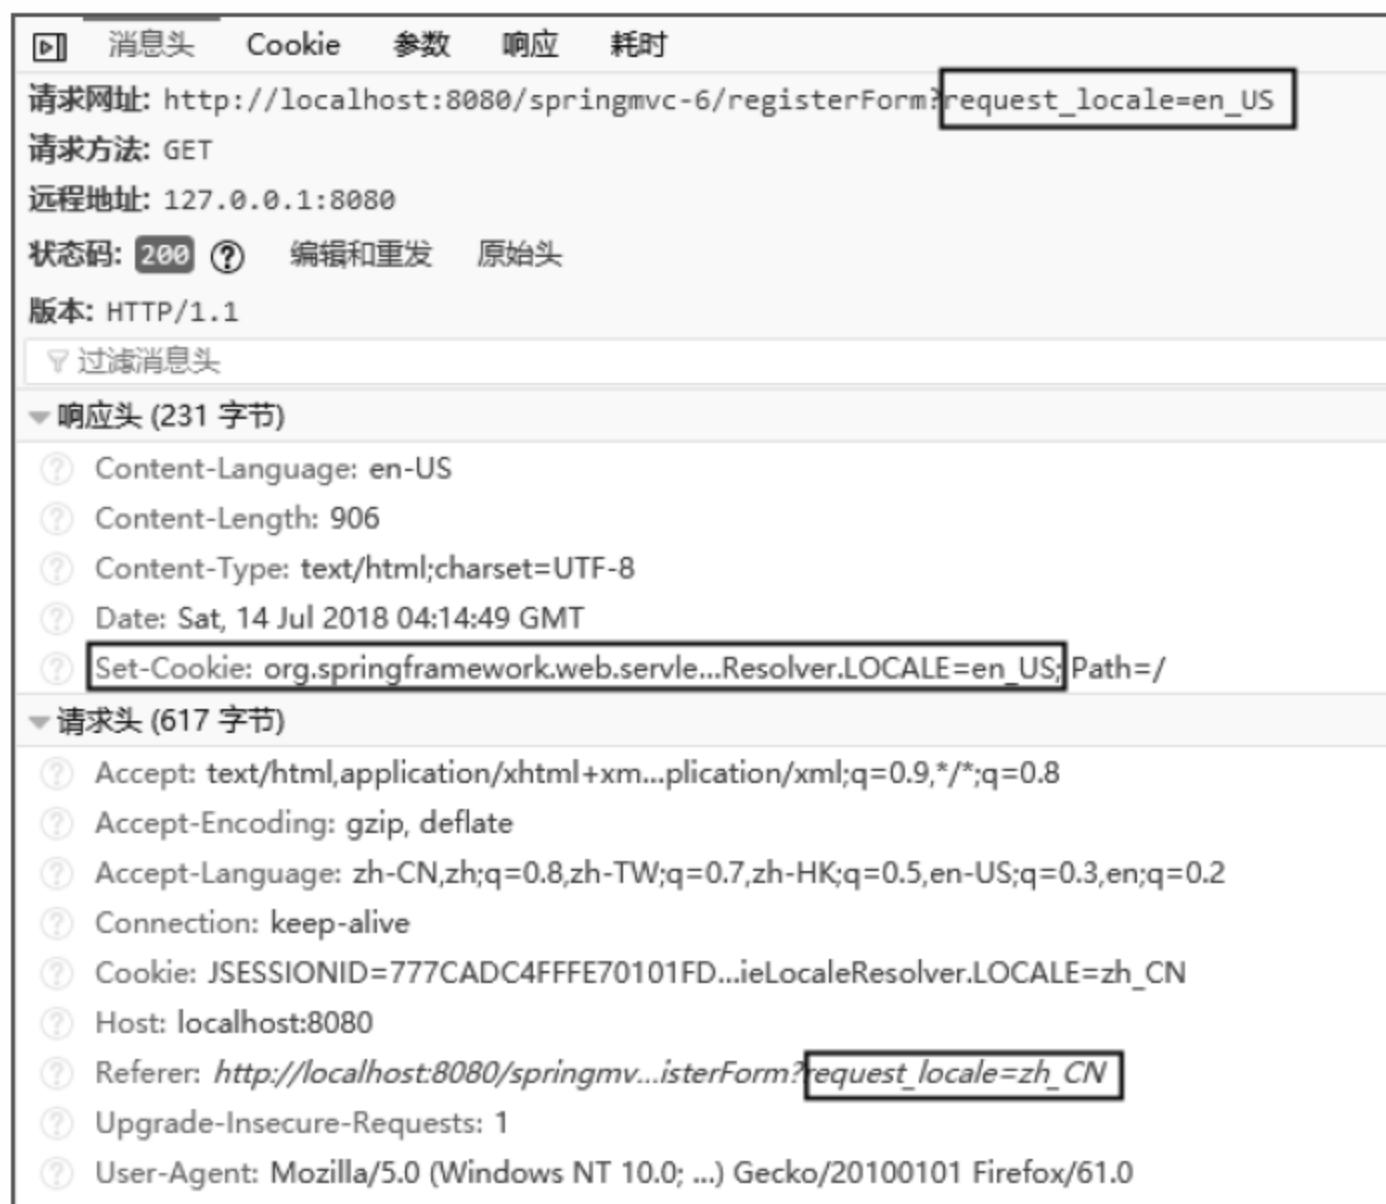 消息头 Cookie 参数 响应 耗时
请求网址: http://localhost:8080/springmvc-6/registerForm?request_locale=en_US
请求方法: GET
远程地址: 127.0.0.1:8080
状态码: 200 ? 编辑和重发 原始头
版本: HTTP/1.1
过滤消息头
响应头 (231 字节)
? Content-Language: en-US
? Content-Length: 906
? Content-Type: text/html;charset=UTF-8
? Date: Sat, 14 Jul 2018 04:14:49 GMT
? Set-Cookie: org.springframework.web.servle...Resolver.LOCALE=en_US; Path=/
请求头 (617 字节)
? Accept: text/html,application/xhtml+xm...plication/xml;q=0.9,*/*;q=0.8
? Accept-Encoding: gzip, deflate
? Accept-Language: zh-CN,zh;q=0.8,zh-TW;q=0.7,zh-HK;q=0.5,en-US;q=0.3,en;q=0.2
? Connection: keep-alive
? Cookie: JSESSIONID=777CADC4FFFE70101FD...ieLocaleResolver.LOCALE=zh_CN
? Host: localhost:8080
? Referer: http://localhost:8080/springmv...isterForm?request_locale=zh_CN
? Upgrade-Insecure-Requests: 1
? User-Agent: Mozilla/5.0 (Windows NT 10.0; ...) Gecko/20100101 Firefox/61.0